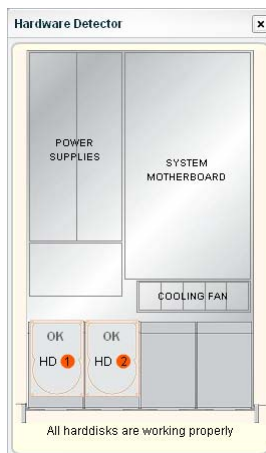 Hardware Detector
POWER
SUPPLIES
SYSTEM
MOTHERBOARD
COOLING FAN
OK
HD 1
OK
HD 2
All harddisks are working properly